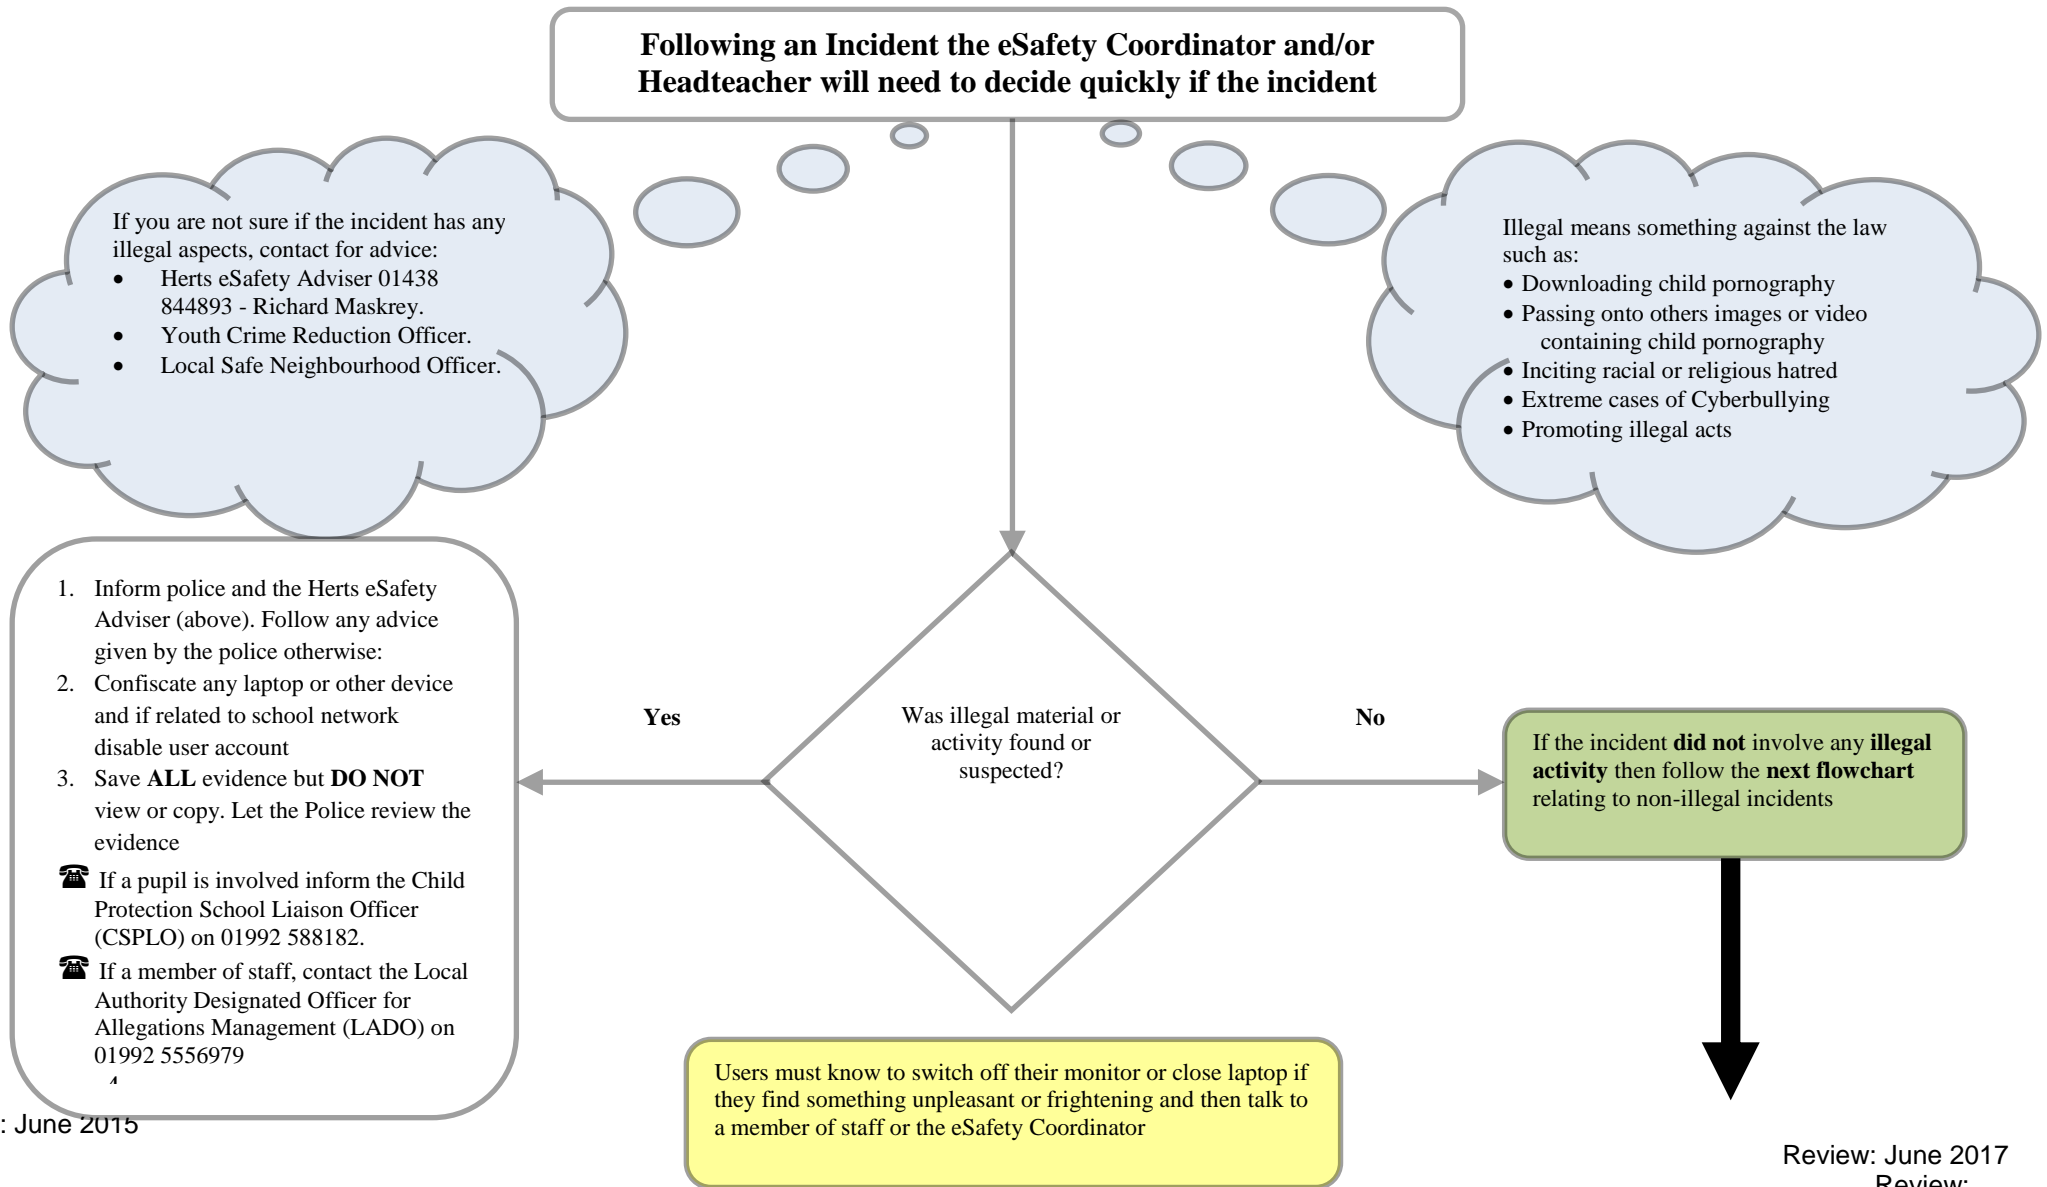 Following an Incident the eSafety Coordinator and/or
Headteacher will need to decide quickly if the incident
If you are not sure if the incident has any
illegal aspects, contact for advice:
• Herts eSafety Adviser 01438
844893 - Richard Maskrey.
• Youth Crime Reduction Officer.
• Local Safe Neighbourhood Officer.
Illegal means something against the law
such as:
• Downloading child pornography
• Passing onto others images or video
containing child pornography
• Inciting racial or religious hatred
• Extreme cases of Cyberbullying
• Promoting illegal acts
1. Inform police and the Herts eSafety
Adviser (above). Follow any advice
given by the police otherwise:
2. Confiscate any laptop or other device
and if related to school network
disable user account
3. Save ALL evidence but DO NOT
view or copy. Let the Police review the
evidence
☎ If a pupil is involved inform the Child
Protection School Liaison Officer
(CSPLO) on 01992 588182.
☎ If a member of staff, contact the Local
Authority Designated Officer for
Allegations Management (LADO) on
01992 5556979
Yes
Was illegal material or
activity found or
suspected?
No
If the incident did not involve any illegal
activity then follow the next flowchart
relating to non-illegal incidents
Users must know to switch off their monitor or close laptop if
they find something unpleasant or frightening and then talk to
a member of staff or the eSafety Coordinator
: June 2015
Review: June 2017
Review: